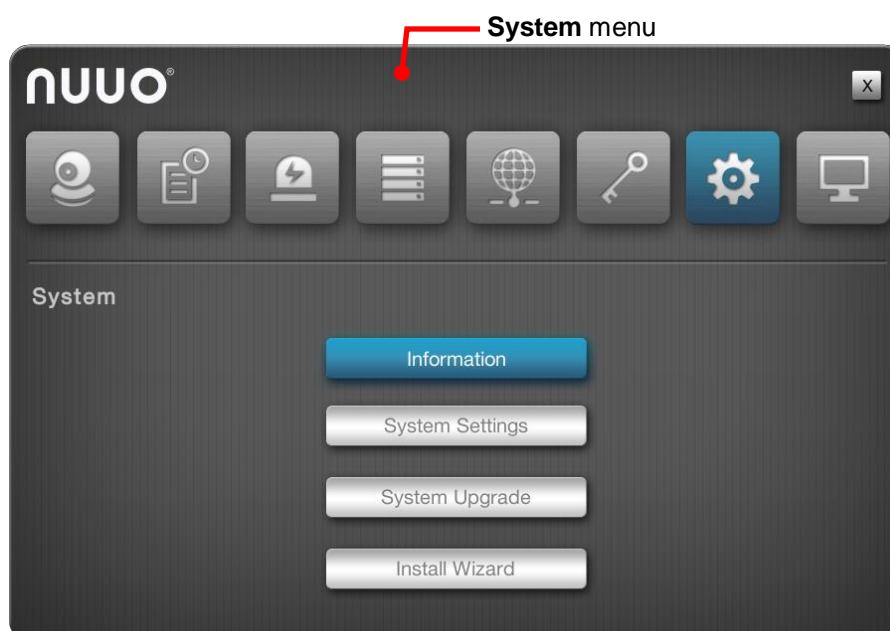 System menu
nuuo®
X
System
Information
System Settings
System Upgrade
Install Wizard